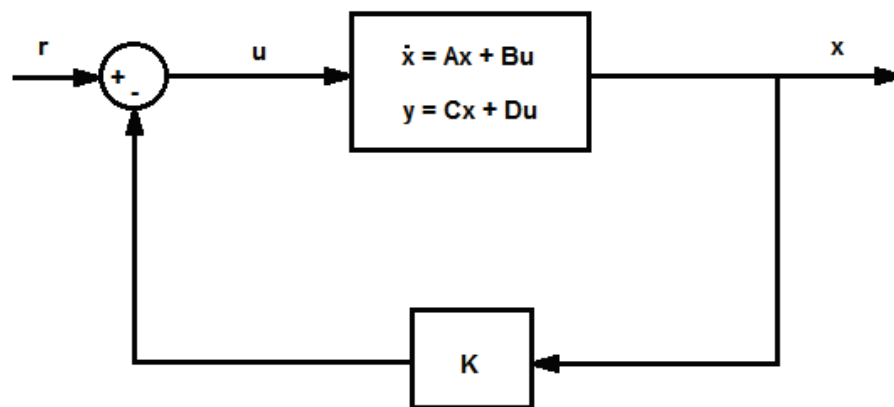 r
+
-
u
ẋ = Ax + Bu
y = Cx + Du
x
K